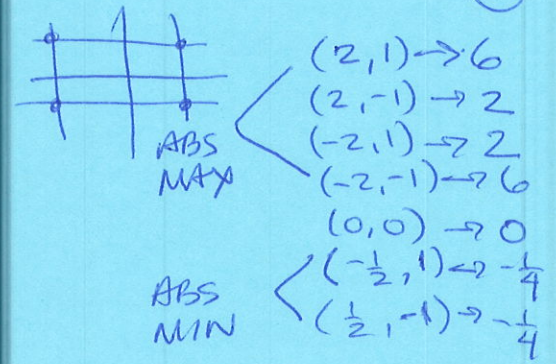 (2,1)→6
(2,-1)→2
(-2,1)→2
ABS
MAX
(-2,-1)→6
(0,0)→0
(-1/2,1)→-1/4
ABS
MIN
(1/2,-1)→-1/4